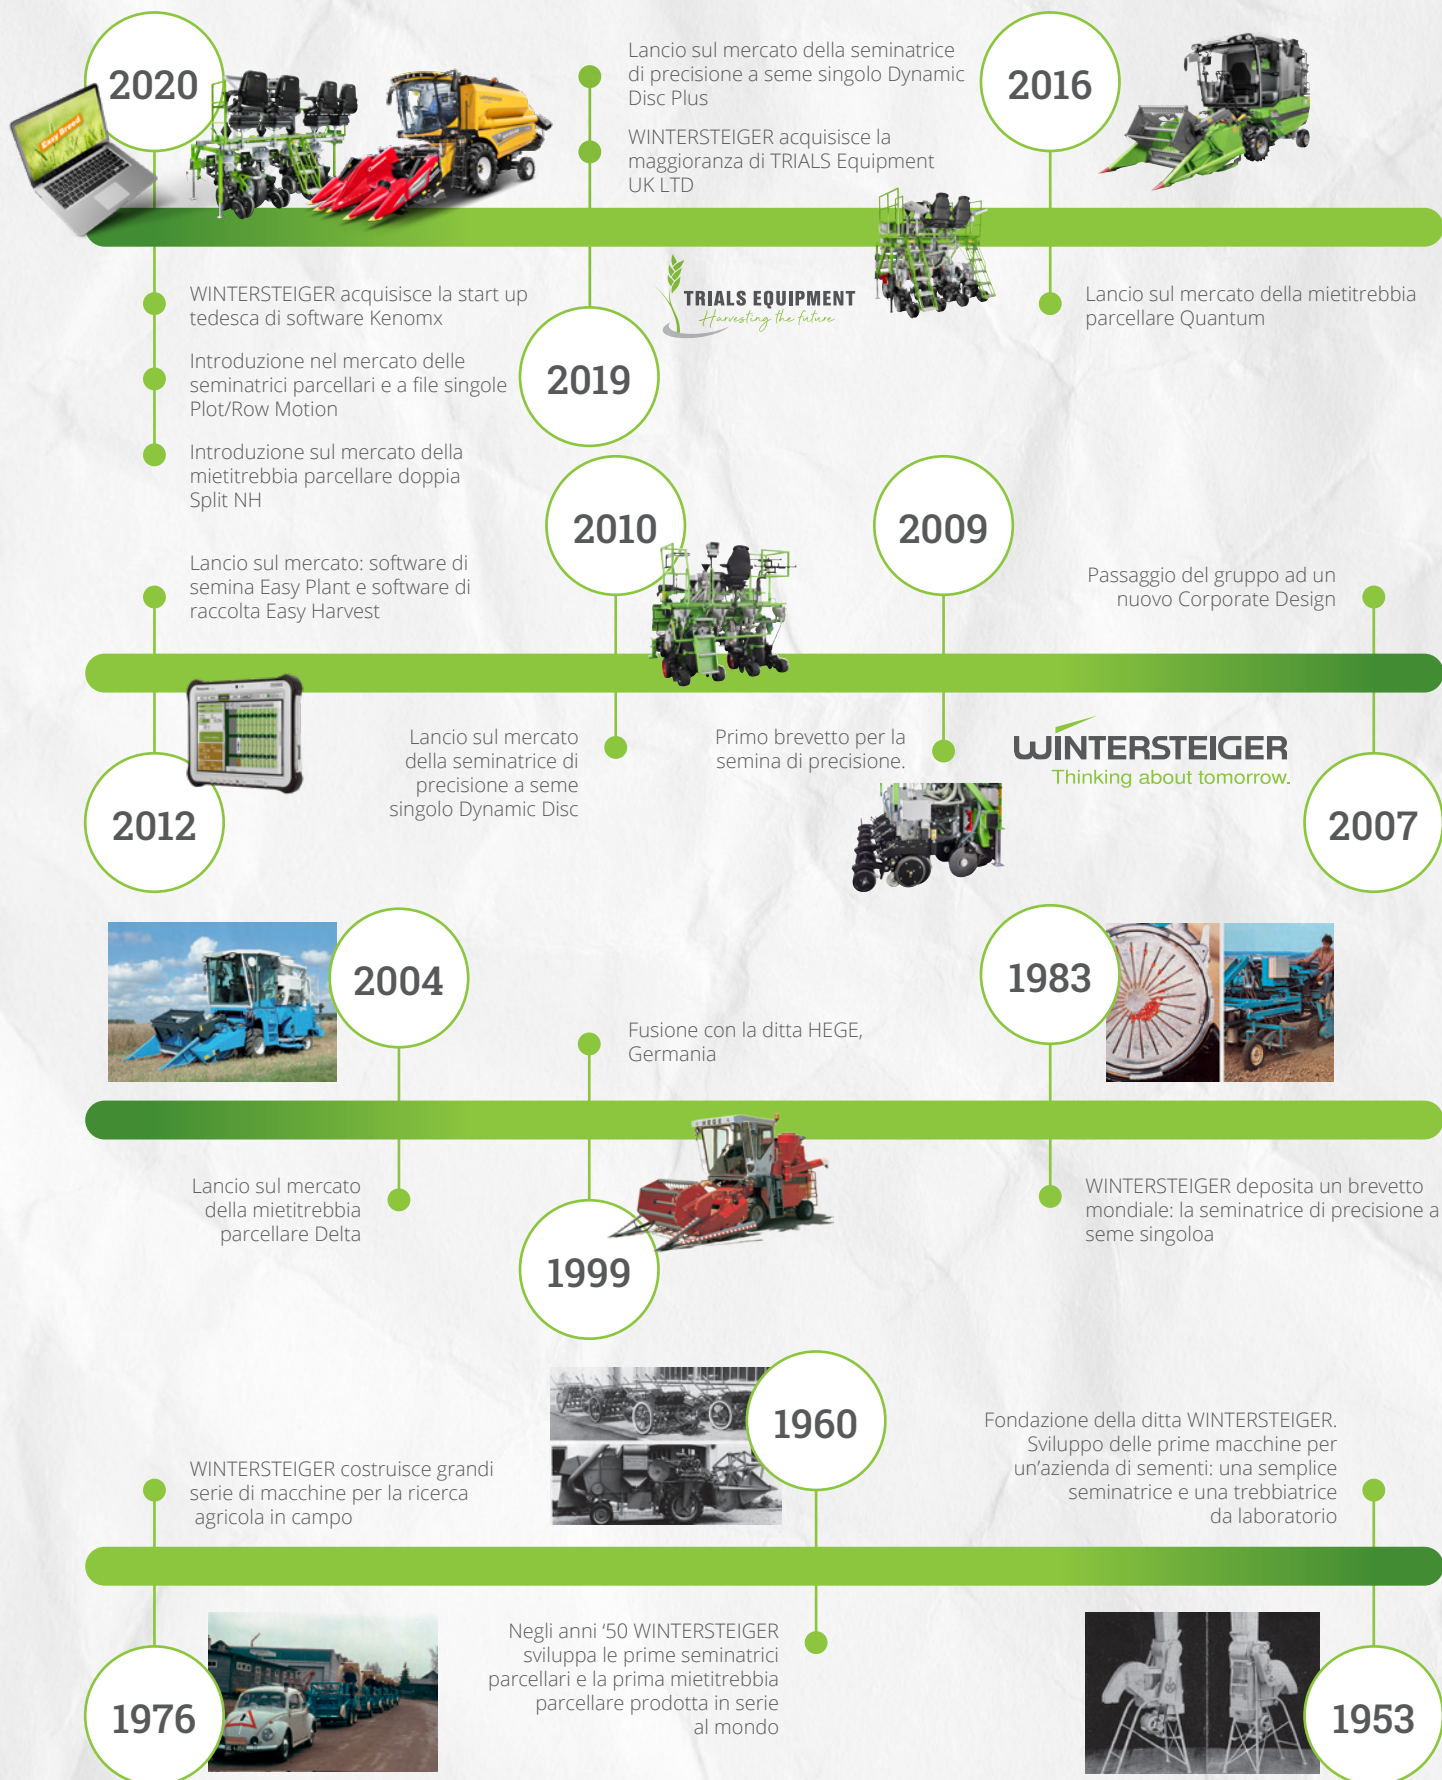 2020
Easy Breed
Lancio sul mercato della seminatrice
di precisione a seme singolo Dynamic
Disc Plus
WINTERSTEIGER acquisisce la
maggioranza di TRIALS Equipment
UK LTD
2016
WINTERSTEIGER acquisisce la start up
tedesca di software Kenomx
Introduzione nel mercato delle
seminatrici parcellari e a file singole
Plot/Row Motion
Introduzione sul mercato della
mietitrebbia parcellare doppia
Split NH
2019
TRIALS EQUIPMENT
Harvesting the future
Lancio sul mercato della mietitrebbia
parcellare Quantum
Lancio sul mercato: software di
semina Easy Plant e software di
raccolta Easy Harvest
2010
2009
Passaggio del gruppo ad un
nuovo Corporate Design
2012
Lancio sul mercato
della seminatrice di
precisione a seme
singolo Dynamic Disc
Primo brevetto per la
semina di precisione.
WINTERSTEIGER
Thinking about tomorrow.
2007
2004
Fusione con la ditta HEGE,
Germania
1983
Lancio sul mercato
della mietitrebbia
parcellare Delta
HEGE
1999
WINTERSTEIGER deposita un brevetto
mondiale: la seminatrice di precisione a
seme singoloa
1960
WINTERSTEIGER costruisce grandi
serie di macchine per la ricerca
agricola in campo
Fondazione della ditta WINTERSTEIGER.
Sviluppo delle prime macchine per
un’azienda di sementi: una semplice
seminatrice e una trebbiatrice
da laboratorio
1976
Negli anni ‘50 WINTERSTEIGER
sviluppa le prime seminatrici
parcellari e la prima mietitrebbia
parcellare prodotta in serie
al mondo
1953